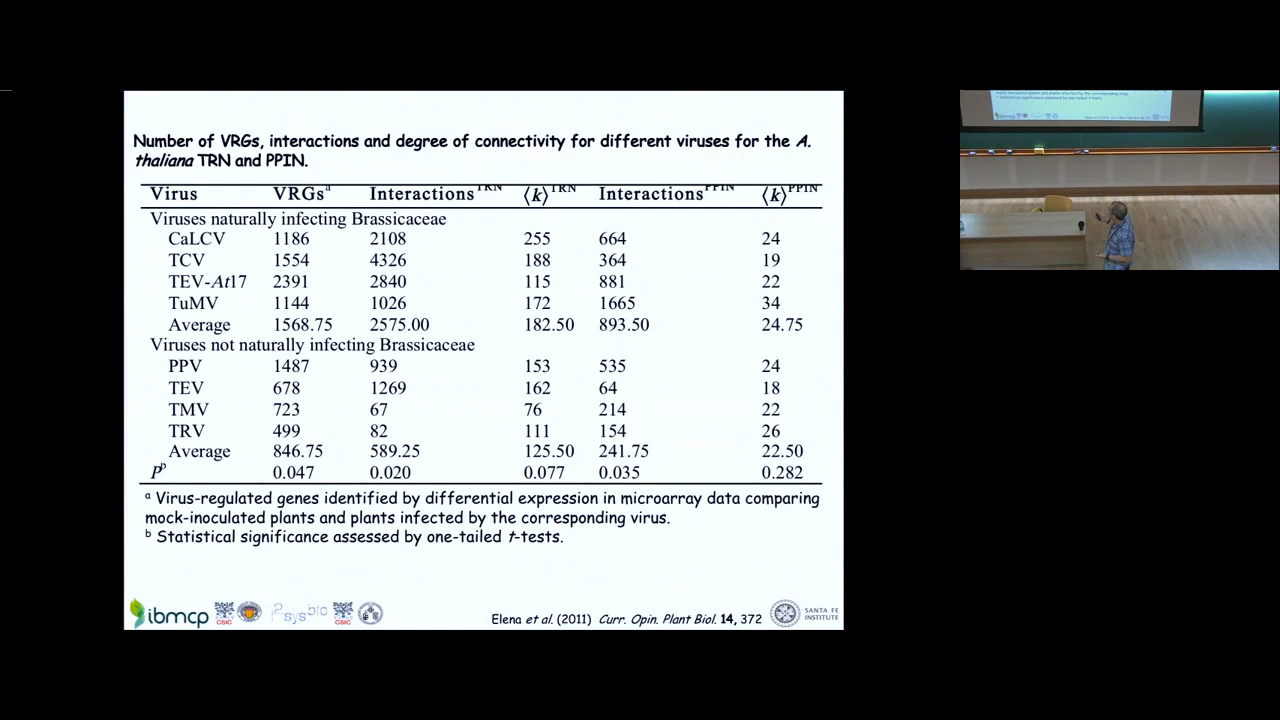 Number of VRGs, interactions and degree of connectivity for different viruses for the A.
thaliana TRN and PPIN.
Virus VRGsᵃ Interactions TRN ⟨k⟩ TRN Interactions PPIN ⟨k⟩ PPIN
Viruses naturally infecting Brassicaceae
CaLCV 1186 2108 255 664 24
TCV 1554 4326 188 364 19
TEV-At17 2391 2840 115 881 22
TuMV 1144 1026 172 1665 34
Average 1568.75 2575.00 182.50 893.50 24.75
Viruses not naturally infecting Brassicaceae
PPV 1487 939 153 535 24
TEV 678 1269 162 64 18
TMV 723 67 76 214 22
TRV 499 82 111 154 26
Average 846.75 589.25 125.50 241.75 22.50
Pᵇ 0.047 0.020 0.077 0.035 0.282
ᵃ Virus-regulated genes identified by differential expression in microarray data comparing
mock-inoculated plants and plants infected by the corresponding virus.
ᵇ Statistical significance assessed by one-tailed t-tests.
ibmcp CSIC i2sysbio CSIC
Elena et al. (2011) Curr. Opin. Plant Biol. 14, 372
SANTA FE
INSTITUTE